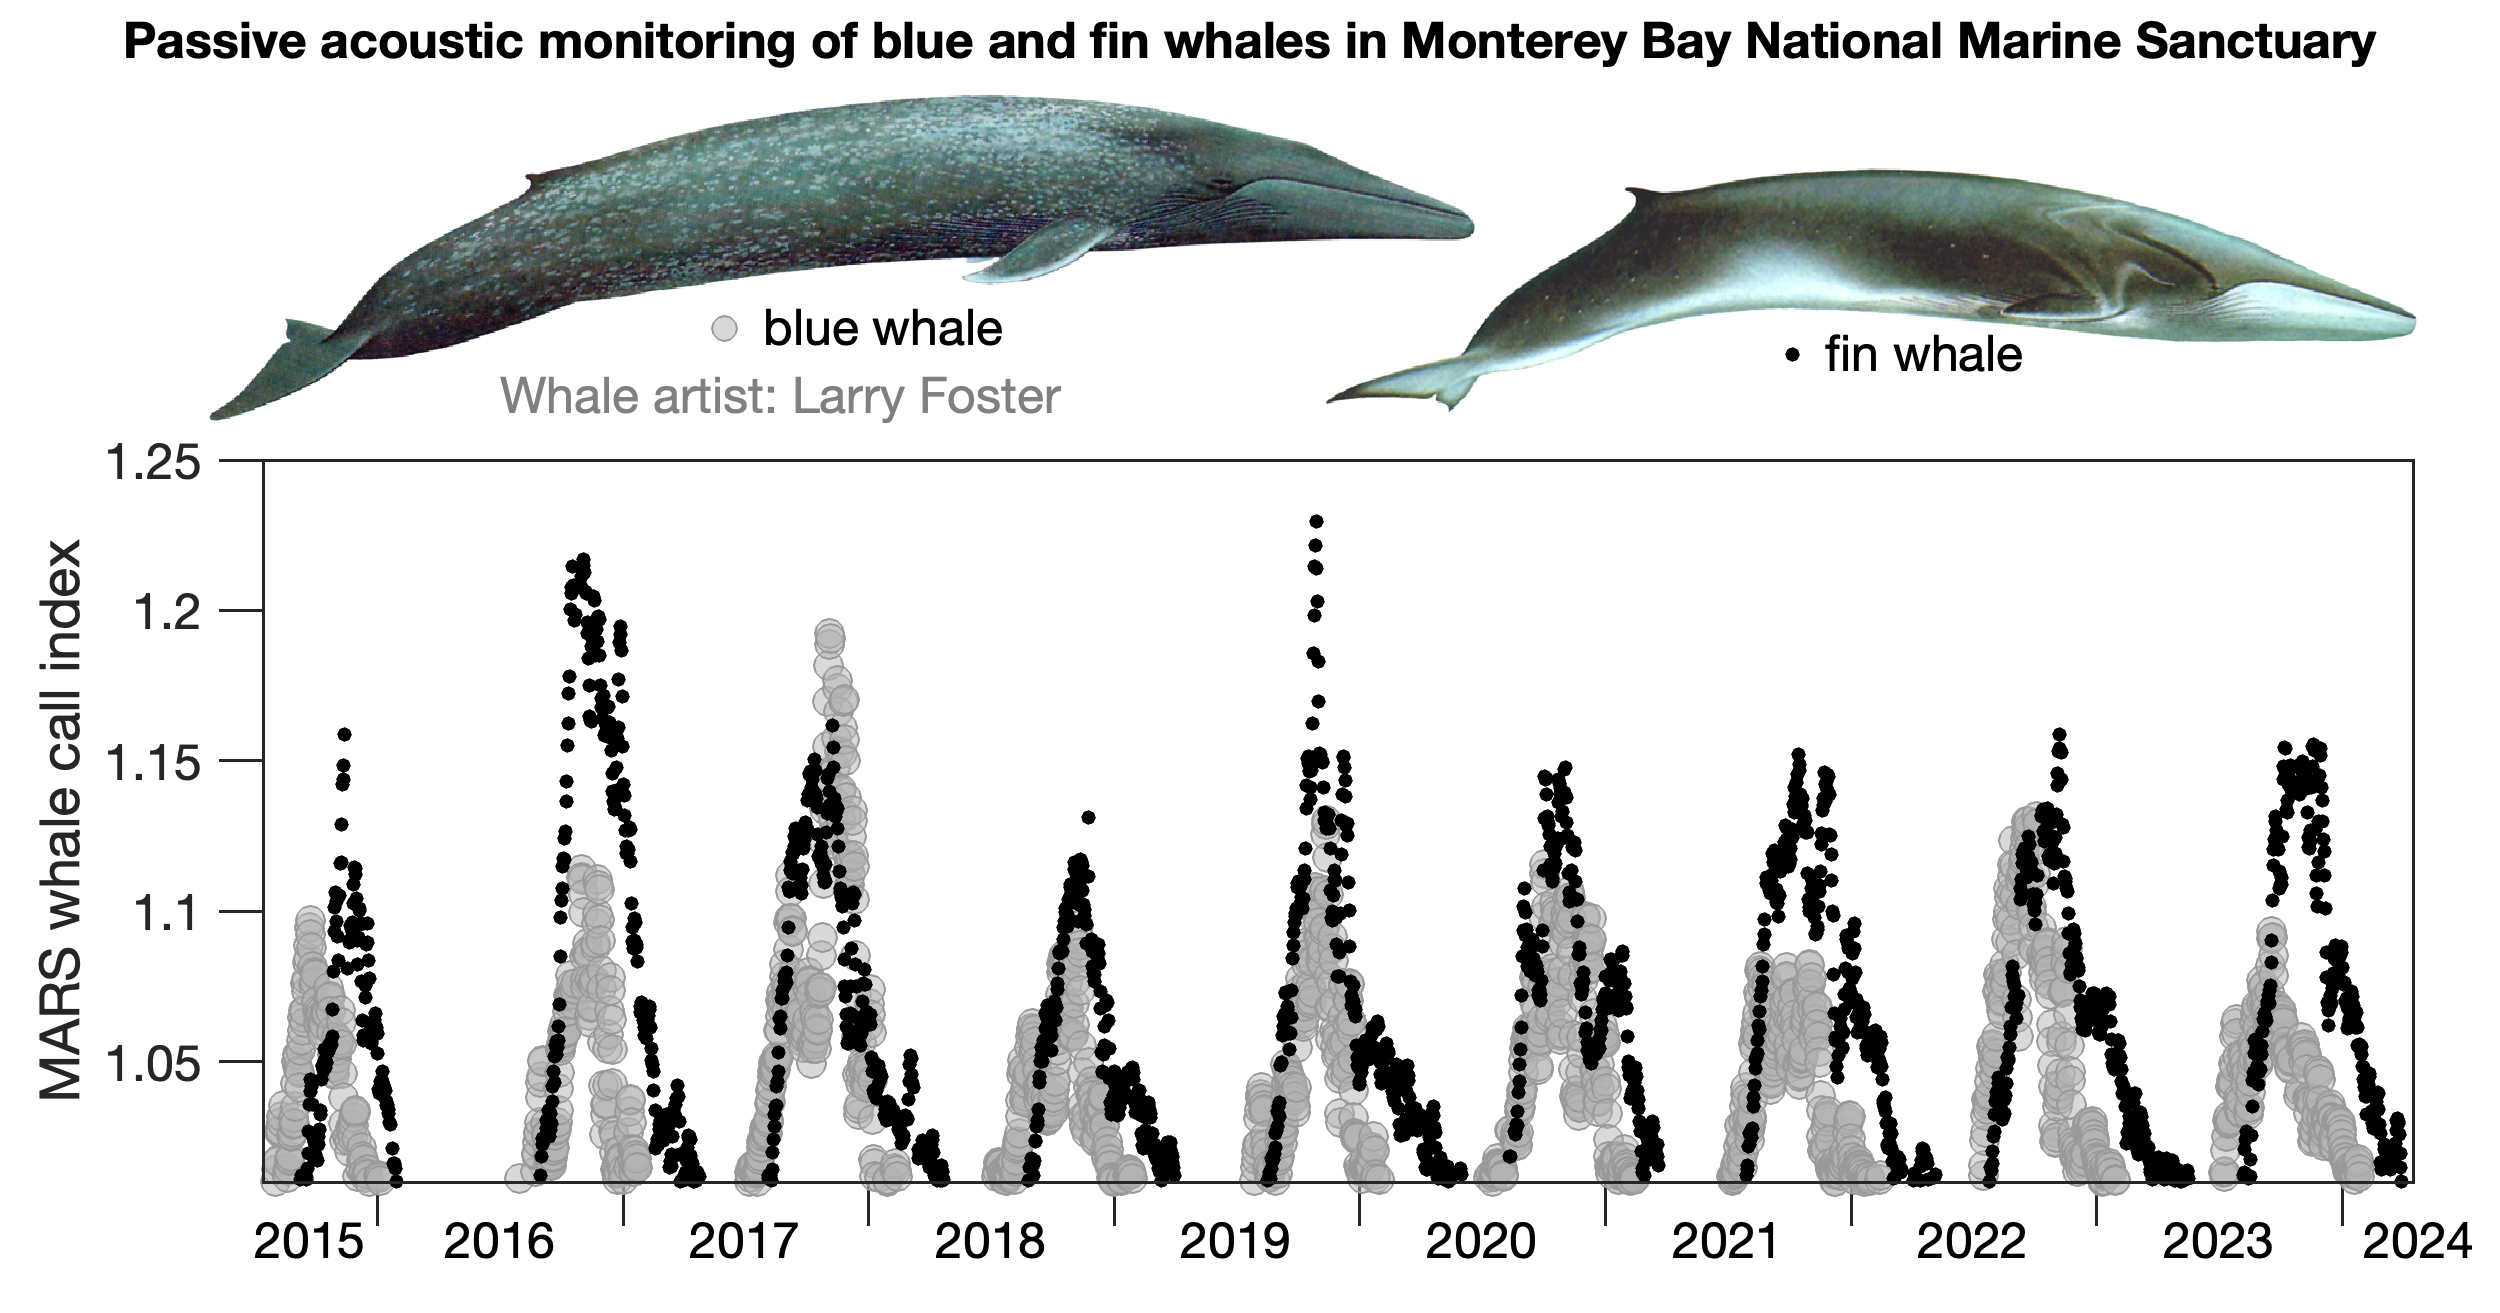 Passive acoustic monitoring of blue and fin whales in Monterey Bay National Marine Sanctuary
blue whale
fin whale
Whale artist: Larry Foster
MARS whale call index
1.25
1.2
1.15
1.1
1.05
2015 2016 2017 2018 2019 2020 2021 2022 2023 2024